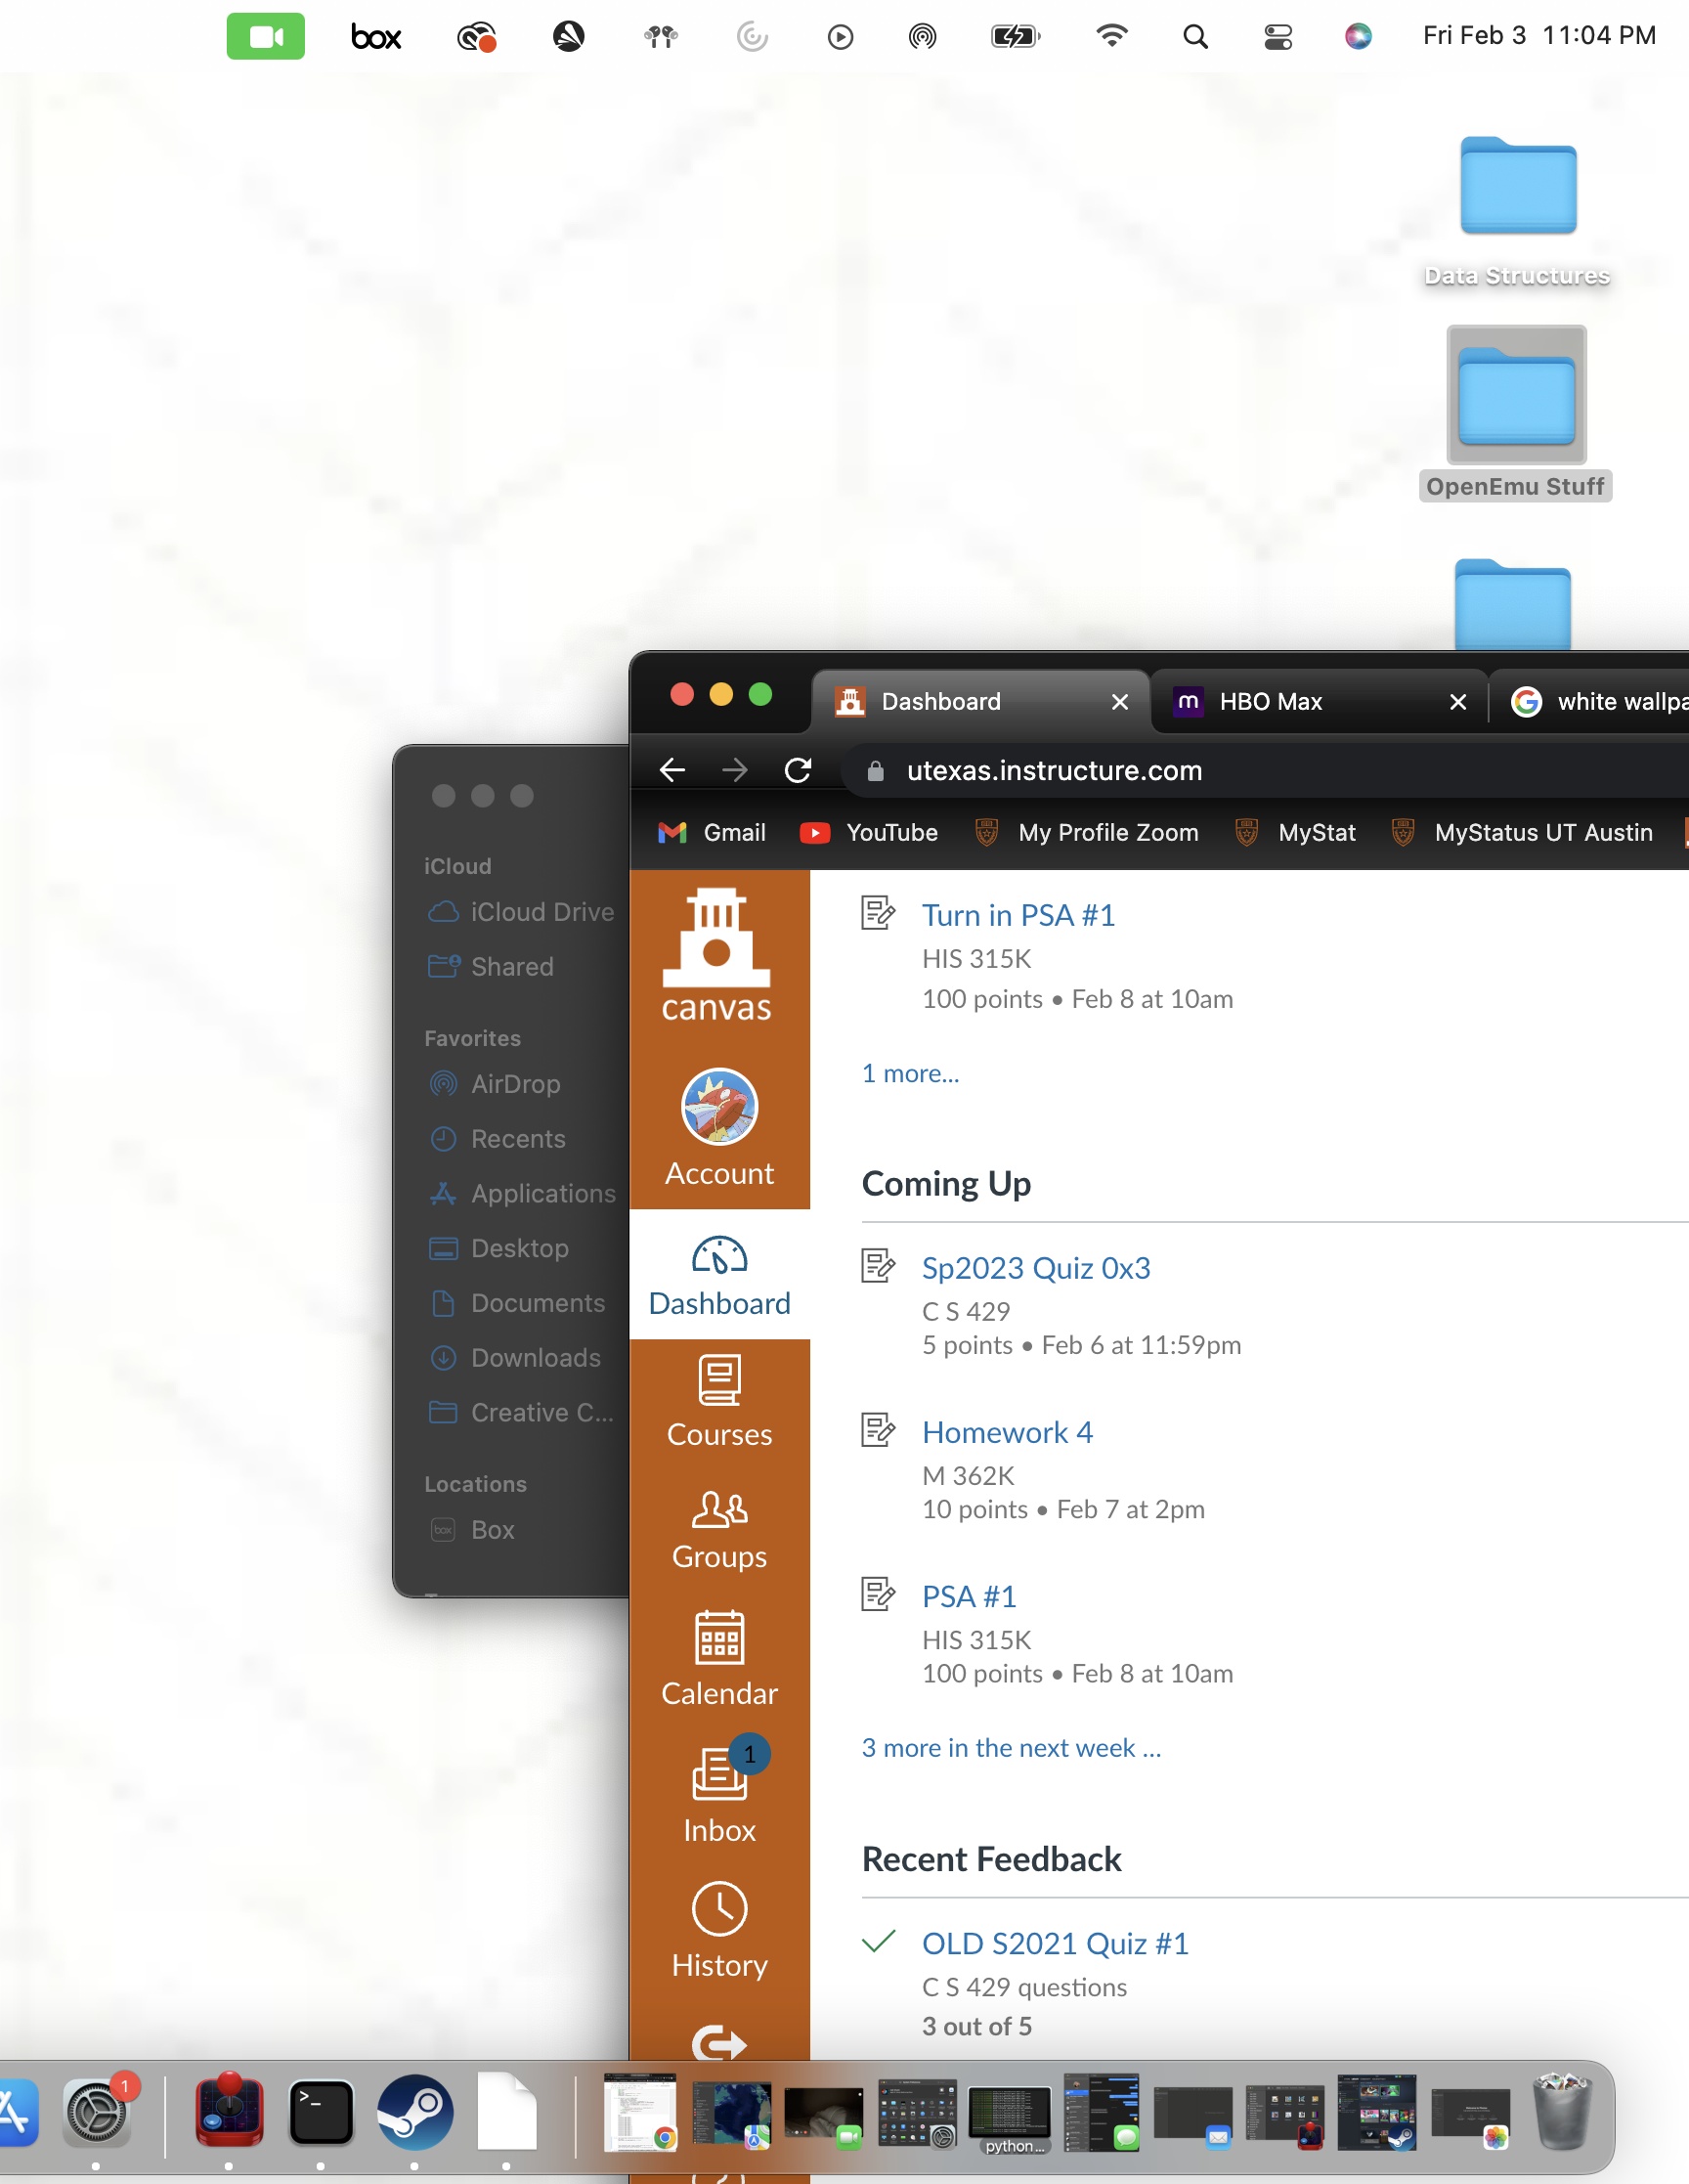 box
Fri Feb 3 11:04 PM
Data Structures
OpenEmu Stuff
Dashboard
HBO Max
white wallpa
utexas.instructure.com
Gmail
YouTube
My Profile Zoom
MyStat
MyStatus UT Austin
iCloud
iCloud Drive
Shared
Favorites
AirDrop
Recents
Applications
Desktop
Documents
Downloads
Creative C...
Locations
box
Box
canvas
Account
Dashboard
Courses
Groups
Calendar
1
Inbox
History
Turn in PSA #1
HIS 315K
100 points • Feb 8 at 10am
1 more...
Coming Up
Sp2023 Quiz 0x3
C S 429
5 points • Feb 6 at 11:59pm
Homework 4
M 362K
10 points • Feb 7 at 2pm
PSA #1
HIS 315K
100 points • Feb 8 at 10am
3 more in the next week ...
Recent Feedback
OLD S2021 Quiz #1
C S 429 questions
3 out of 5
1
>_
python...